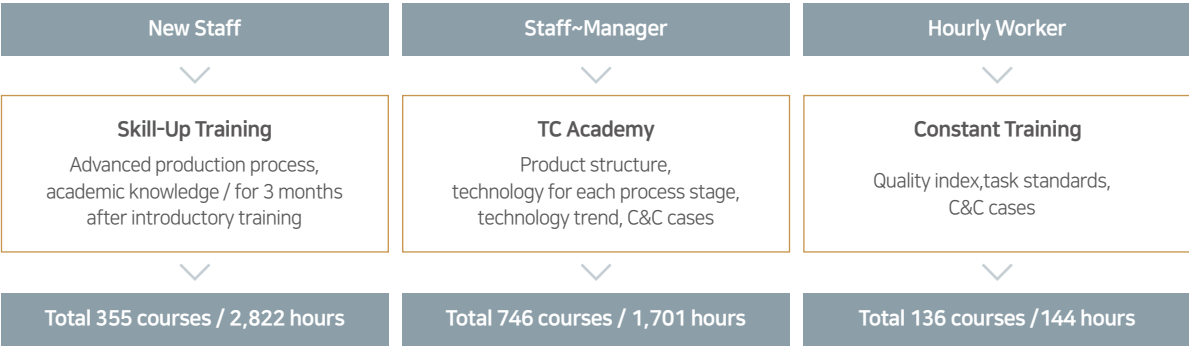 New Staff
Skill-Up Training
Advanced production process,
academic knowledge / for 3 months
after introductory training
Total 355 courses / 2,822 hours
Staff~Manager
TC Academy
Product structure,
technology for each process stage,
technology trend, C&C cases
Total 746 courses / 1,701 hours
Hourly Worker
Constant Training
Quality index,task standards,
C&C cases
Total 136 courses /144 hours